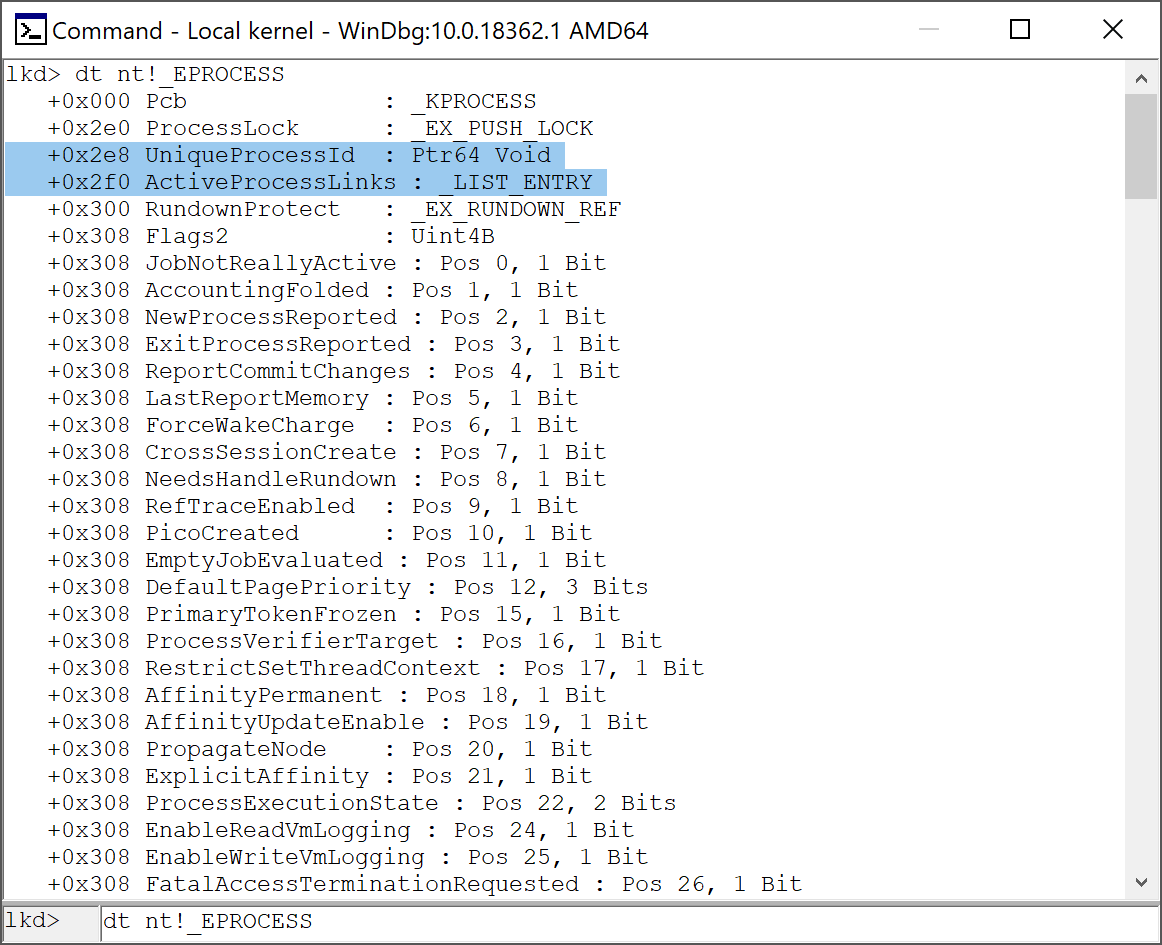 Command - Local kernel - WinDbg:10.0.18362.1 AMD64
lkd> dt nt!_EPROCESS
   +0x000 Pcb              : _KPROCESS
   +0x2e0 ProcessLock      : _EX_PUSH_LOCK
   +0x2e8 UniqueProcessId  : Ptr64 Void
   +0x2f0 ActiveProcessLinks : _LIST_ENTRY
   +0x300 RundownProtect   : _EX_RUNDOWN_REF
   +0x308 Flags2           : Uint4B
   +0x308 JobNotReallyActive : Pos 0, 1 Bit
   +0x308 AccountingFolded : Pos 1, 1 Bit
   +0x308 NewProcessReported : Pos 2, 1 Bit
   +0x308 ExitProcessReported : Pos 3, 1 Bit
   +0x308 ReportCommitChanges : Pos 4, 1 Bit
   +0x308 LastReportMemory : Pos 5, 1 Bit
   +0x308 ForceWakeCharge  : Pos 6, 1 Bit
   +0x308 CrossSessionCreate : Pos 7, 1 Bit
   +0x308 NeedsHandleRundown : Pos 8, 1 Bit
   +0x308 RefTraceEnabled  : Pos 9, 1 Bit
   +0x308 PicoCreated      : Pos 10, 1 Bit
   +0x308 EmptyJobEvaluated : Pos 11, 1 Bit
   +0x308 DefaultPagePriority : Pos 12, 3 Bits
   +0x308 PrimaryTokenFrozen : Pos 15, 1 Bit
   +0x308 ProcessVerifierTarget : Pos 16, 1 Bit
   +0x308 RestrictSetThreadContext : Pos 17, 1 Bit
   +0x308 AffinityPermanent : Pos 18, 1 Bit
   +0x308 AffinityUpdateEnable : Pos 19, 1 Bit
   +0x308 PropagateNode    : Pos 20, 1 Bit
   +0x308 ExplicitAffinity : Pos 21, 1 Bit
   +0x308 ProcessExecutionState : Pos 22, 2 Bits
   +0x308 EnableReadVmLogging : Pos 24, 1 Bit
   +0x308 EnableWriteVmLogging : Pos 25, 1 Bit
   +0x308 FatalAccessTerminationRequested : Pos 26, 1 Bit
lkd> dt nt!_EPROCESS